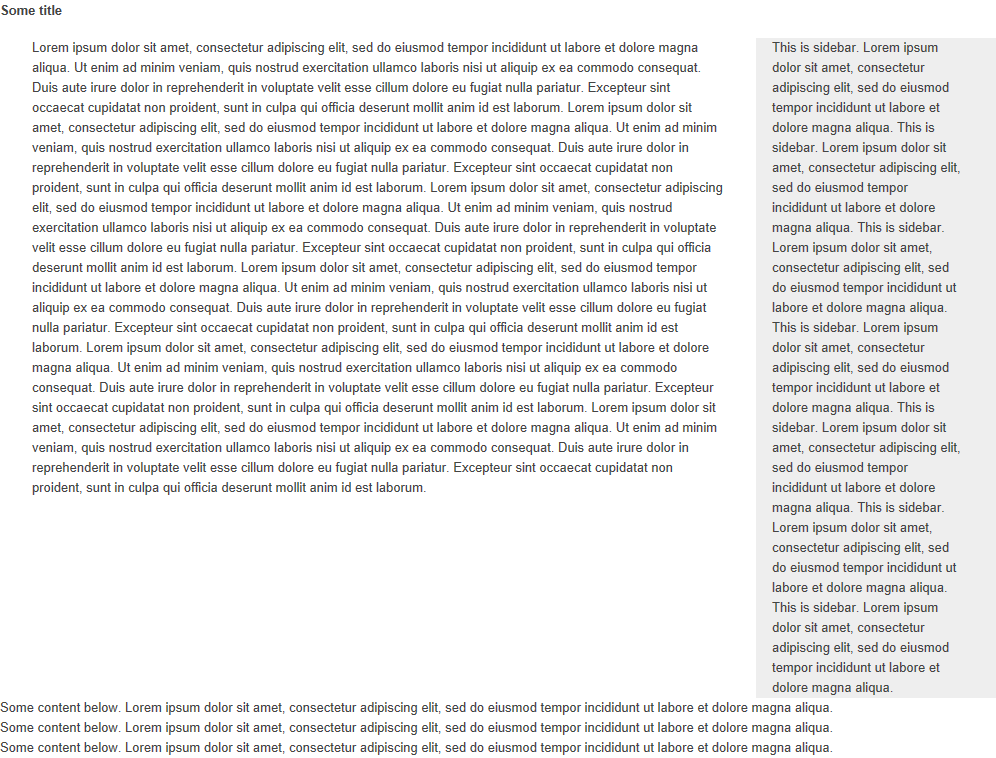 Some title
Lorem ipsum dolor sit amet, consectetur adipiscing elit, sed do eiusmod tempor incididunt ut labore et dolore magna
aliqua. Ut enim ad minim veniam, quis nostrud exercitation ullamco laboris nisi ut aliquip ex ea commodo consequat.
Duis aute irure dolor in reprehenderit in voluptate velit esse cillum dolore eu fugiat nulla pariatur. Excepteur sint
occaecat cupidatat non proident, sunt in culpa qui officia deserunt mollit anim id est laborum. Lorem ipsum dolor sit
amet, consectetur adipiscing elit, sed do eiusmod tempor incididunt ut labore et dolore magna aliqua. Ut enim ad minim
veniam, quis nostrud exercitation ullamco laboris nisi ut aliquip ex ea commodo consequat. Duis aute irure dolor in
reprehenderit in voluptate velit esse cillum dolore eu fugiat nulla pariatur. Excepteur sint occaecat cupidatat non
proident, sunt in culpa qui officia deserunt mollit anim id est laborum. Lorem ipsum dolor sit amet, consectetur adipiscing
elit, sed do eiusmod tempor incididunt ut labore et dolore magna aliqua. Ut enim ad minim veniam, quis nostrud
exercitation ullamco laboris nisi ut aliquip ex ea commodo consequat. Duis aute irure dolor in reprehenderit in voluptate
velit esse cillum dolore eu fugiat nulla pariatur. Excepteur sint occaecat cupidatat non proident, sunt in culpa qui officia
deserunt mollit anim id est laborum. Lorem ipsum dolor sit amet, consectetur adipiscing elit, sed do eiusmod tempor
incididunt ut labore et dolore magna aliqua. Ut enim ad minim veniam, quis nostrud exercitation ullamco laboris nisi ut
aliquip ex ea commodo consequat. Duis aute irure dolor in reprehenderit in voluptate velit esse cillum dolore eu fugiat
nulla pariatur. Excepteur sint occaecat cupidatat non proident, sunt in culpa qui officia deserunt mollit anim id est
laborum. Lorem ipsum dolor sit amet, consectetur adipiscing elit, sed do eiusmod tempor incididunt ut labore et dolore
magna aliqua. Ut enim ad minim veniam, quis nostrud exercitation ullamco laboris nisi ut aliquip ex ea commodo
consequat. Duis aute irure dolor in reprehenderit in voluptate velit esse cillum dolore eu fugiat nulla pariatur. Excepteur
sint occaecat cupidatat non proident, sunt in culpa qui officia deserunt mollit anim id est laborum. Lorem ipsum dolor sit
amet, consectetur adipiscing elit, sed do eiusmod tempor incididunt ut labore et dolore magna aliqua. Ut enim ad minim
veniam, quis nostrud exercitation ullamco laboris nisi ut aliquip ex ea commodo consequat. Duis aute irure dolor in
reprehenderit in voluptate velit esse cillum dolore eu fugiat nulla pariatur. Excepteur sint occaecat cupidatat non
proident, sunt in culpa qui officia deserunt mollit anim id est laborum.
This is sidebar. Lorem ipsum
dolor sit amet, consectetur
adipiscing elit, sed do eiusmod
tempor incididunt ut labore et
dolore magna aliqua. This is
sidebar. Lorem ipsum dolor sit
amet, consectetur adipiscing elit,
sed do eiusmod tempor
incididunt ut labore et dolore
magna aliqua. This is sidebar.
Lorem ipsum dolor sit amet,
consectetur adipiscing elit, sed
do eiusmod tempor incididunt ut
labore et dolore magna aliqua.
This is sidebar. Lorem ipsum
dolor sit amet, consectetur
adipiscing elit, sed do eiusmod
tempor incididunt ut labore et
dolore magna aliqua. This is
sidebar. Lorem ipsum dolor sit
amet, consectetur adipiscing elit,
sed do eiusmod tempor
incididunt ut labore et dolore
magna aliqua. This is sidebar.
Lorem ipsum dolor sit amet,
consectetur adipiscing elit, sed
do eiusmod tempor incididunt ut
labore et dolore magna aliqua.
This is sidebar. Lorem ipsum
dolor sit amet, consectetur
adipiscing elit, sed do eiusmod
tempor incididunt ut labore et
dolore magna aliqua.
Some content below. Lorem ipsum dolor sit amet, consectetur adipiscing elit, sed do eiusmod tempor incididunt ut labore et dolore magna aliqua.
Some content below. Lorem ipsum dolor sit amet, consectetur adipiscing elit, sed do eiusmod tempor incididunt ut labore et dolore magna aliqua.
Some content below. Lorem ipsum dolor sit amet, consectetur adipiscing elit, sed do eiusmod tempor incididunt ut labore et dolore magna aliqua.